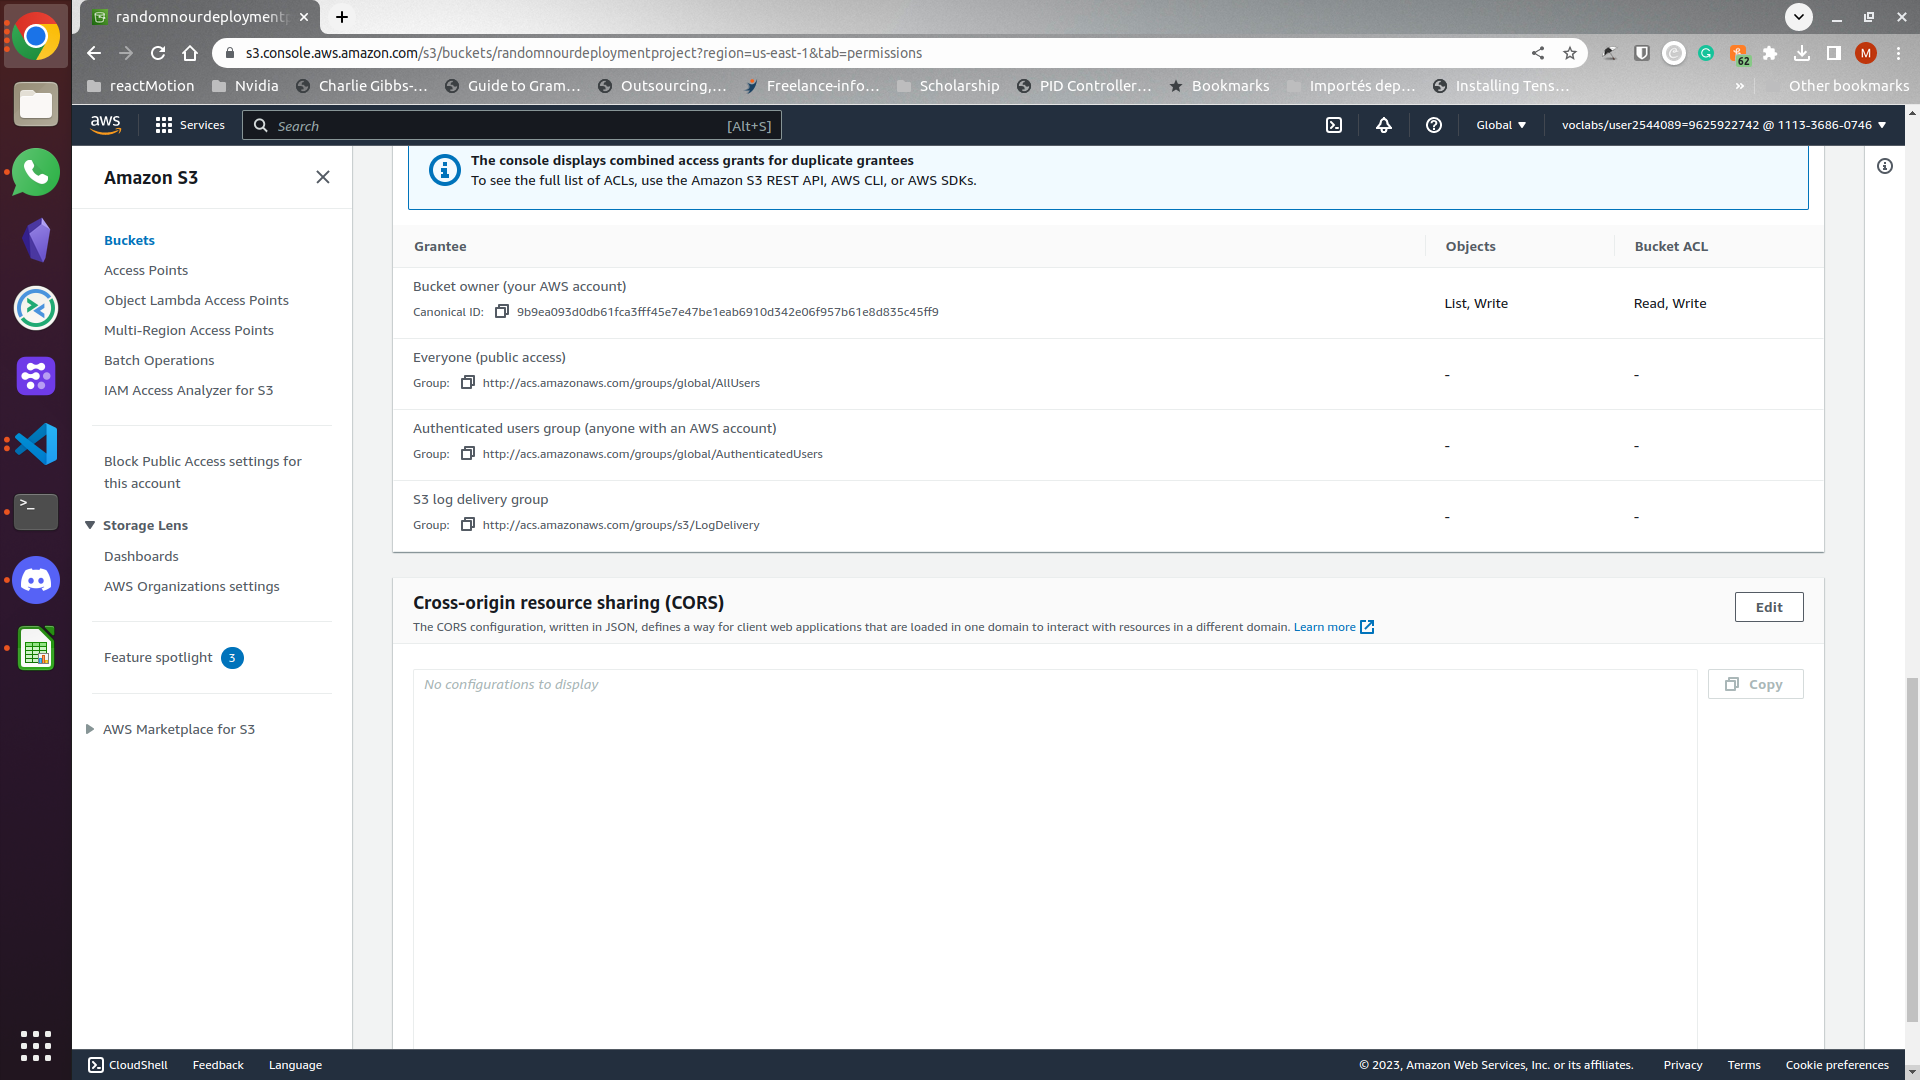 randomnourdeploymentp
s3.console.aws.amazon.com/s3/buckets/randomnourdeploymentproject?region=us-east-1&tab=permissions
62
M
reactMotion
Nvidia
Charlie Gibbs-...
Guide to Gram...
Outsourcing,...
Freelance-info...
Scholarship
PID Controller...
Bookmarks
Importés dep...
Installing Tens...
»
Other bookmarks
aws
Services
Search
[Alt+S]
Global
voclabs/user2544089=9625922742 @ 1113-3686-0746
Amazon S3
Buckets
Access Points
Object Lambda Access Points
Multi-Region Access Points
Batch Operations
IAM Access Analyzer for S3
Block Public Access settings for
this account
Storage Lens
Dashboards
AWS Organizations settings
Feature spotlight 3
AWS Marketplace for S3
The console displays combined access grants for duplicate grantees
To see the full list of ACLs, use the Amazon S3 REST API, AWS CLI, or AWS SDKs.
Grantee Objects Bucket ACL
Bucket owner (your AWS account)
Canonical ID: 9b9ea093d0db61fca3fff45e7e47be1eab6910d342e06f957b61e8d835c45ff9
List, Write Read, Write
Everyone (public access)
Group: http://acs.amazonaws.com/groups/global/AllUsers
- -
Authenticated users group (anyone with an AWS account)
Group: http://acs.amazonaws.com/groups/global/AuthenticatedUsers
- -
S3 log delivery group
Group: http://acs.amazonaws.com/groups/s3/LogDelivery
- -
Cross-origin resource sharing (CORS)
Edit
The CORS configuration, written in JSON, defines a way for client web applications that are loaded in one domain to interact with resources in a different domain. Learn more
No configurations to display
Copy
CloudShell Feedback Language
© 2023, Amazon Web Services, Inc. or its affiliates. Privacy Terms Cookie preferences